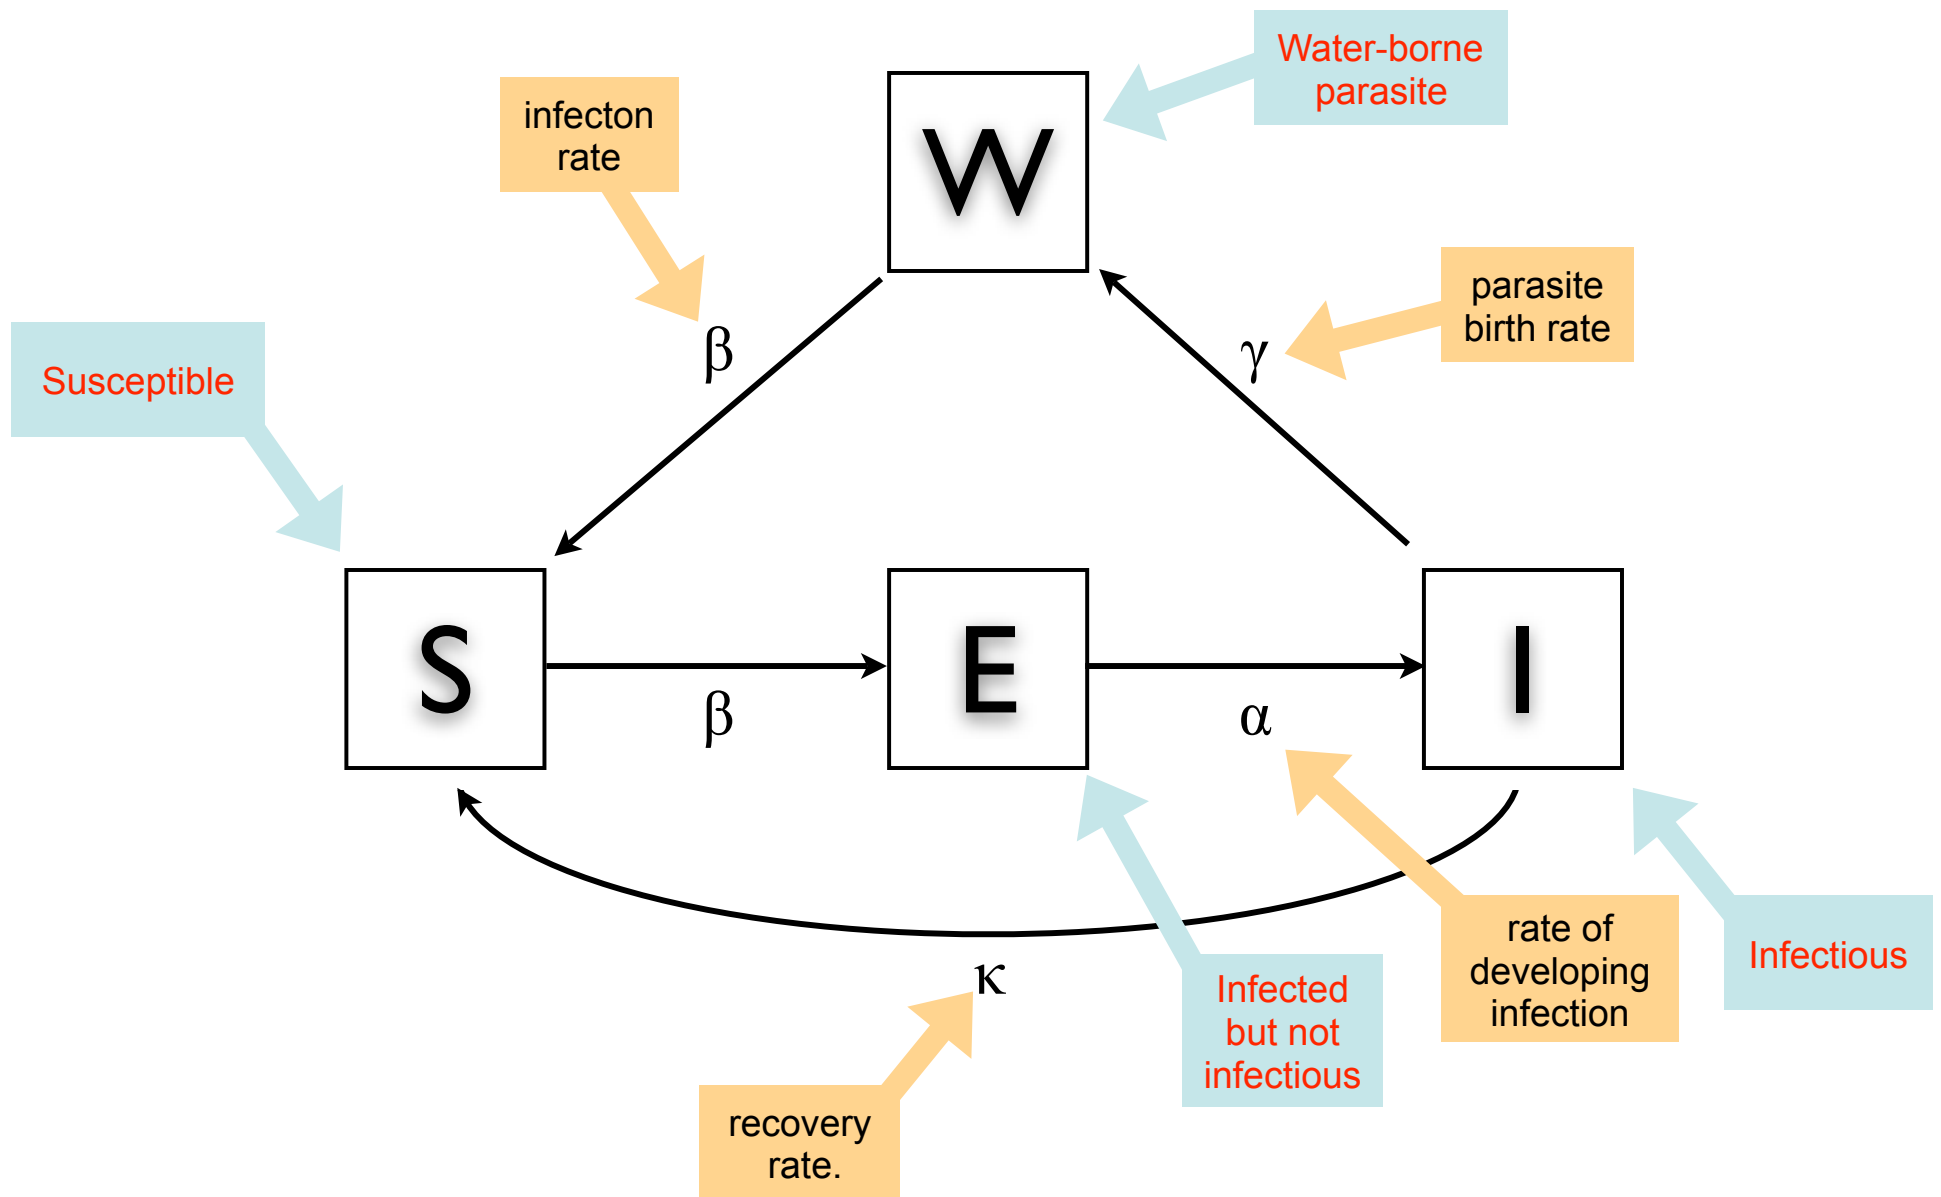 Water-borne
parasite
infecton
rate
W
parasite
birth rate
β
γ
Susceptible
S
E
I
β
α
κ
rate of
developing
infection
Infectious
Infected
but not
infectious
recovery
rate.